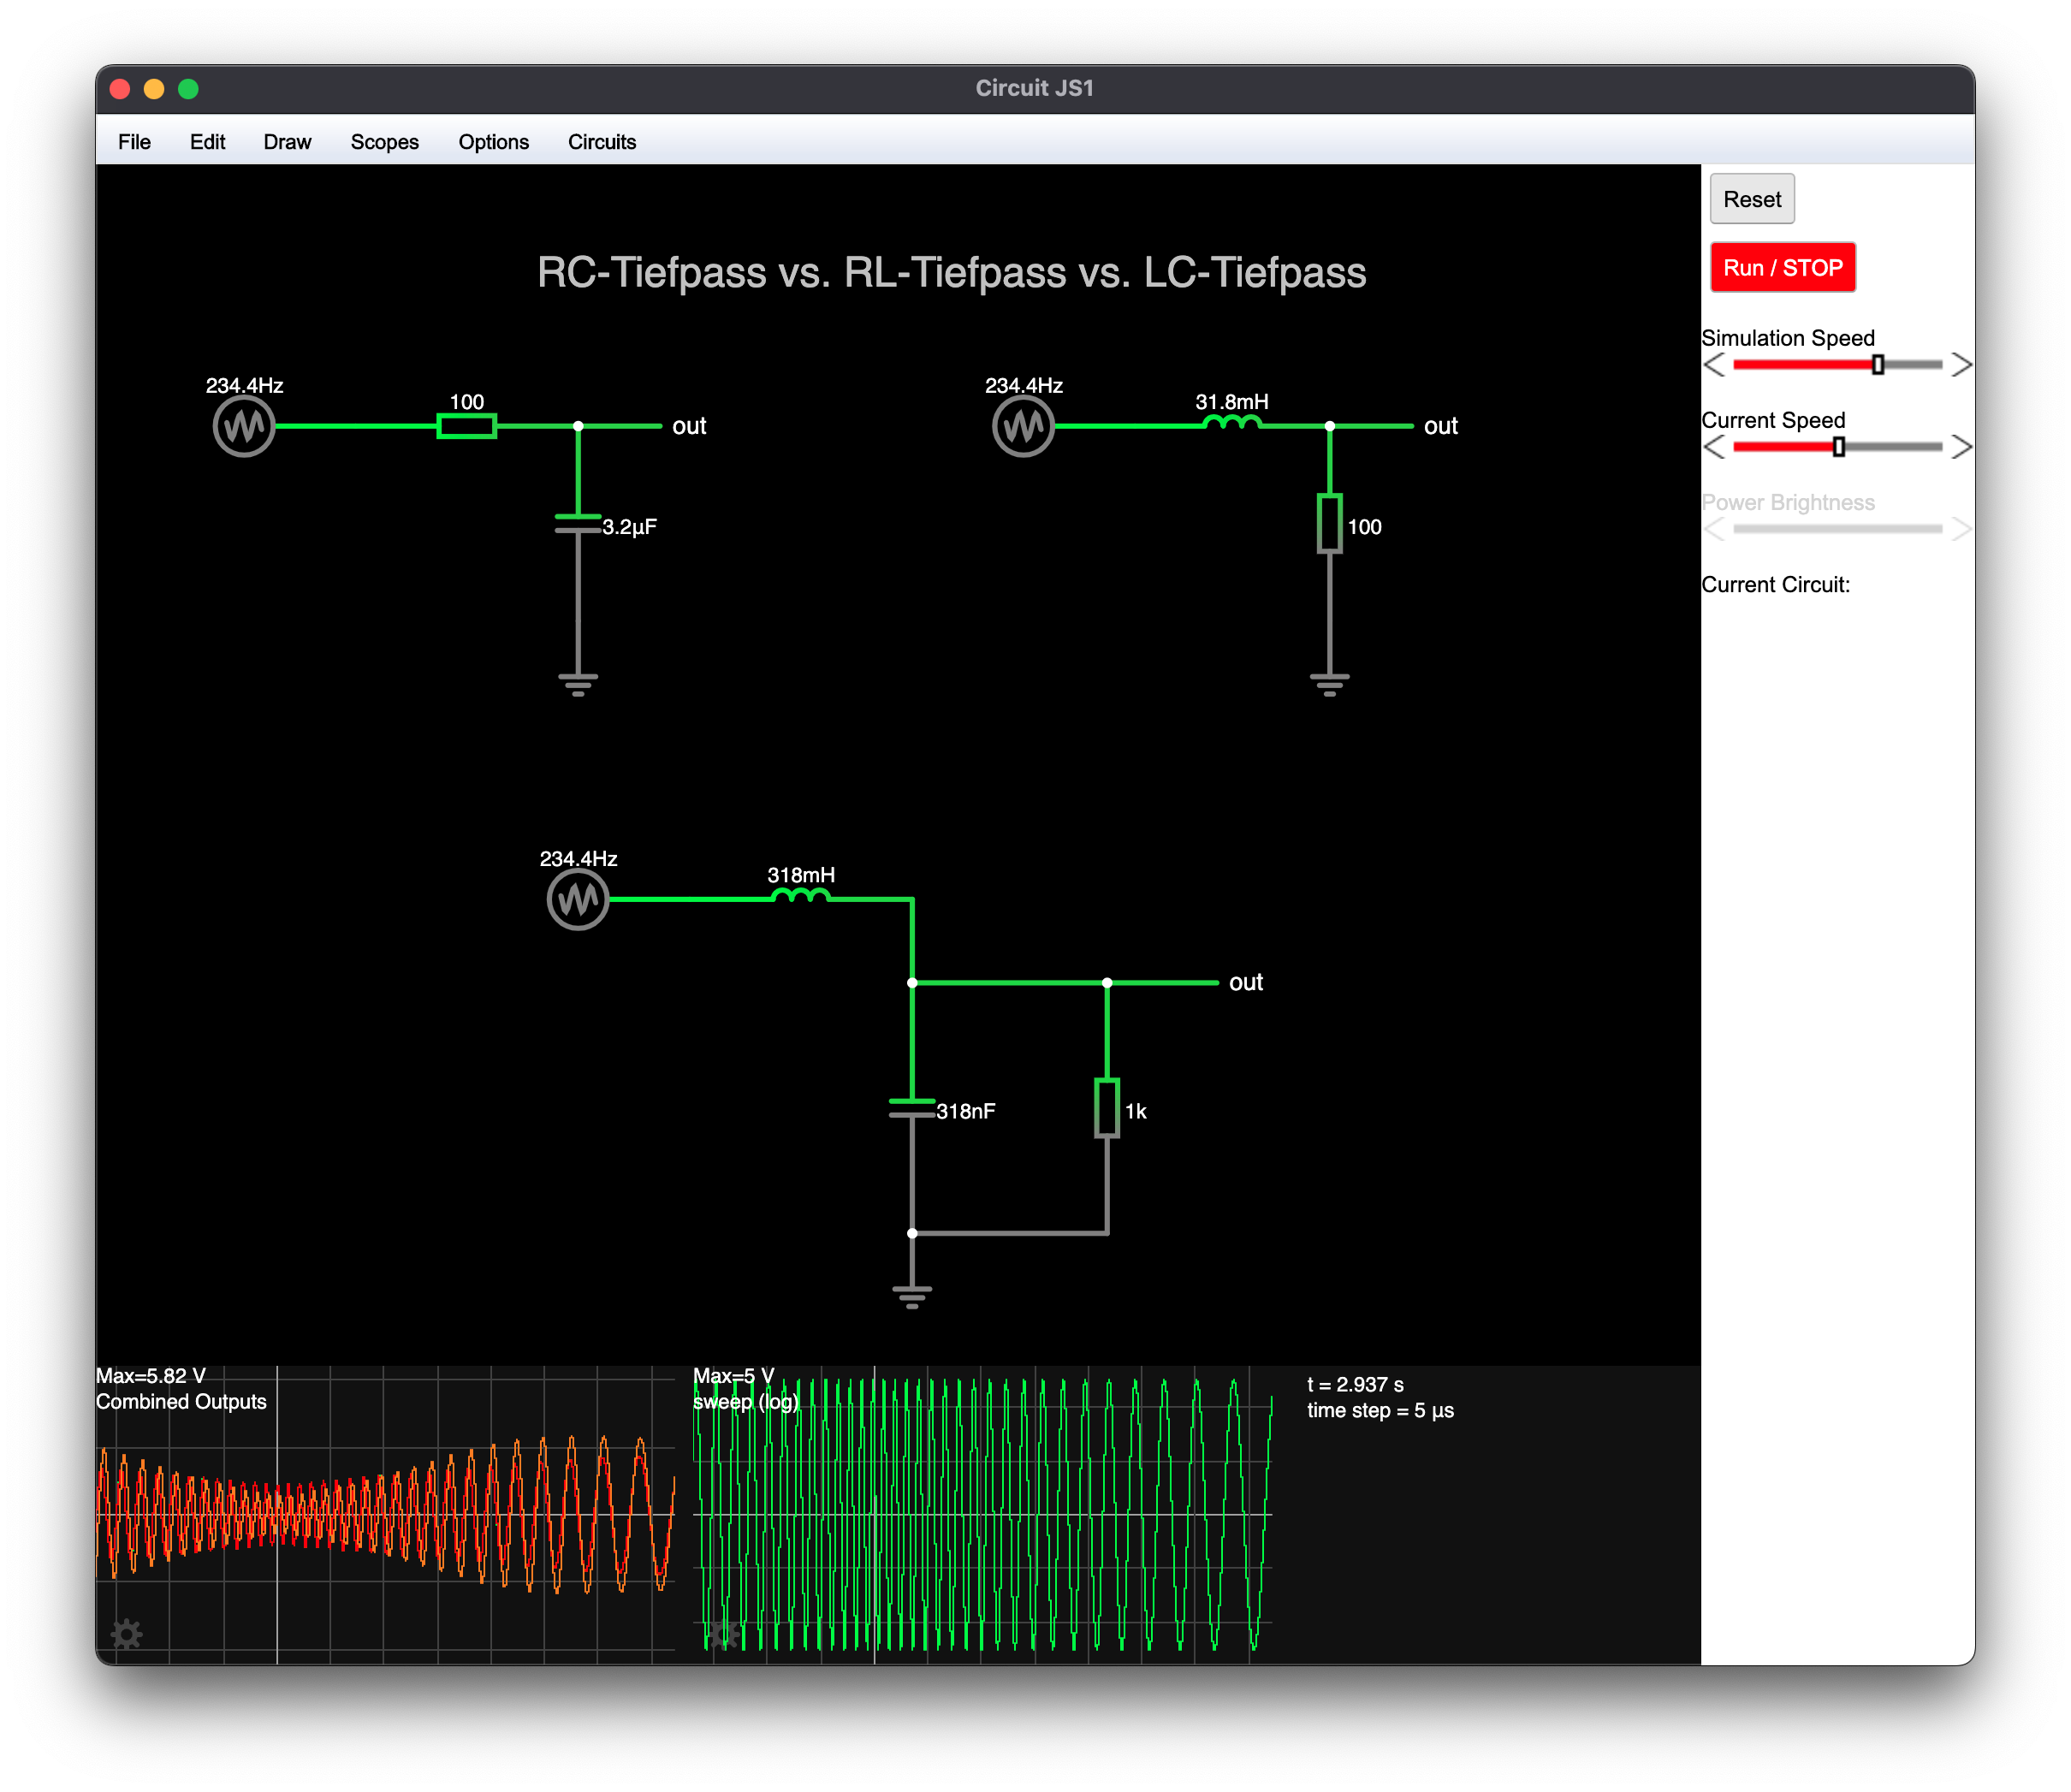 Circuit JS1
File Edit Draw Scopes Options Circuits
Reset
Run / STOP
Simulation Speed
Current Speed
Power Brightness
Current Circuit:
RC-Tiefpass vs. RL-Tiefpass vs. LC-Tiefpass
234.4Hz
100
out
3.2µF
234.4Hz
31.8mH
out
100
234.4Hz
318mH
out
318nF
1k
Max=5.82 V
Combined Outputs
Max=5 V
sweep (log)
t = 2.937 s
time step = 5 µs